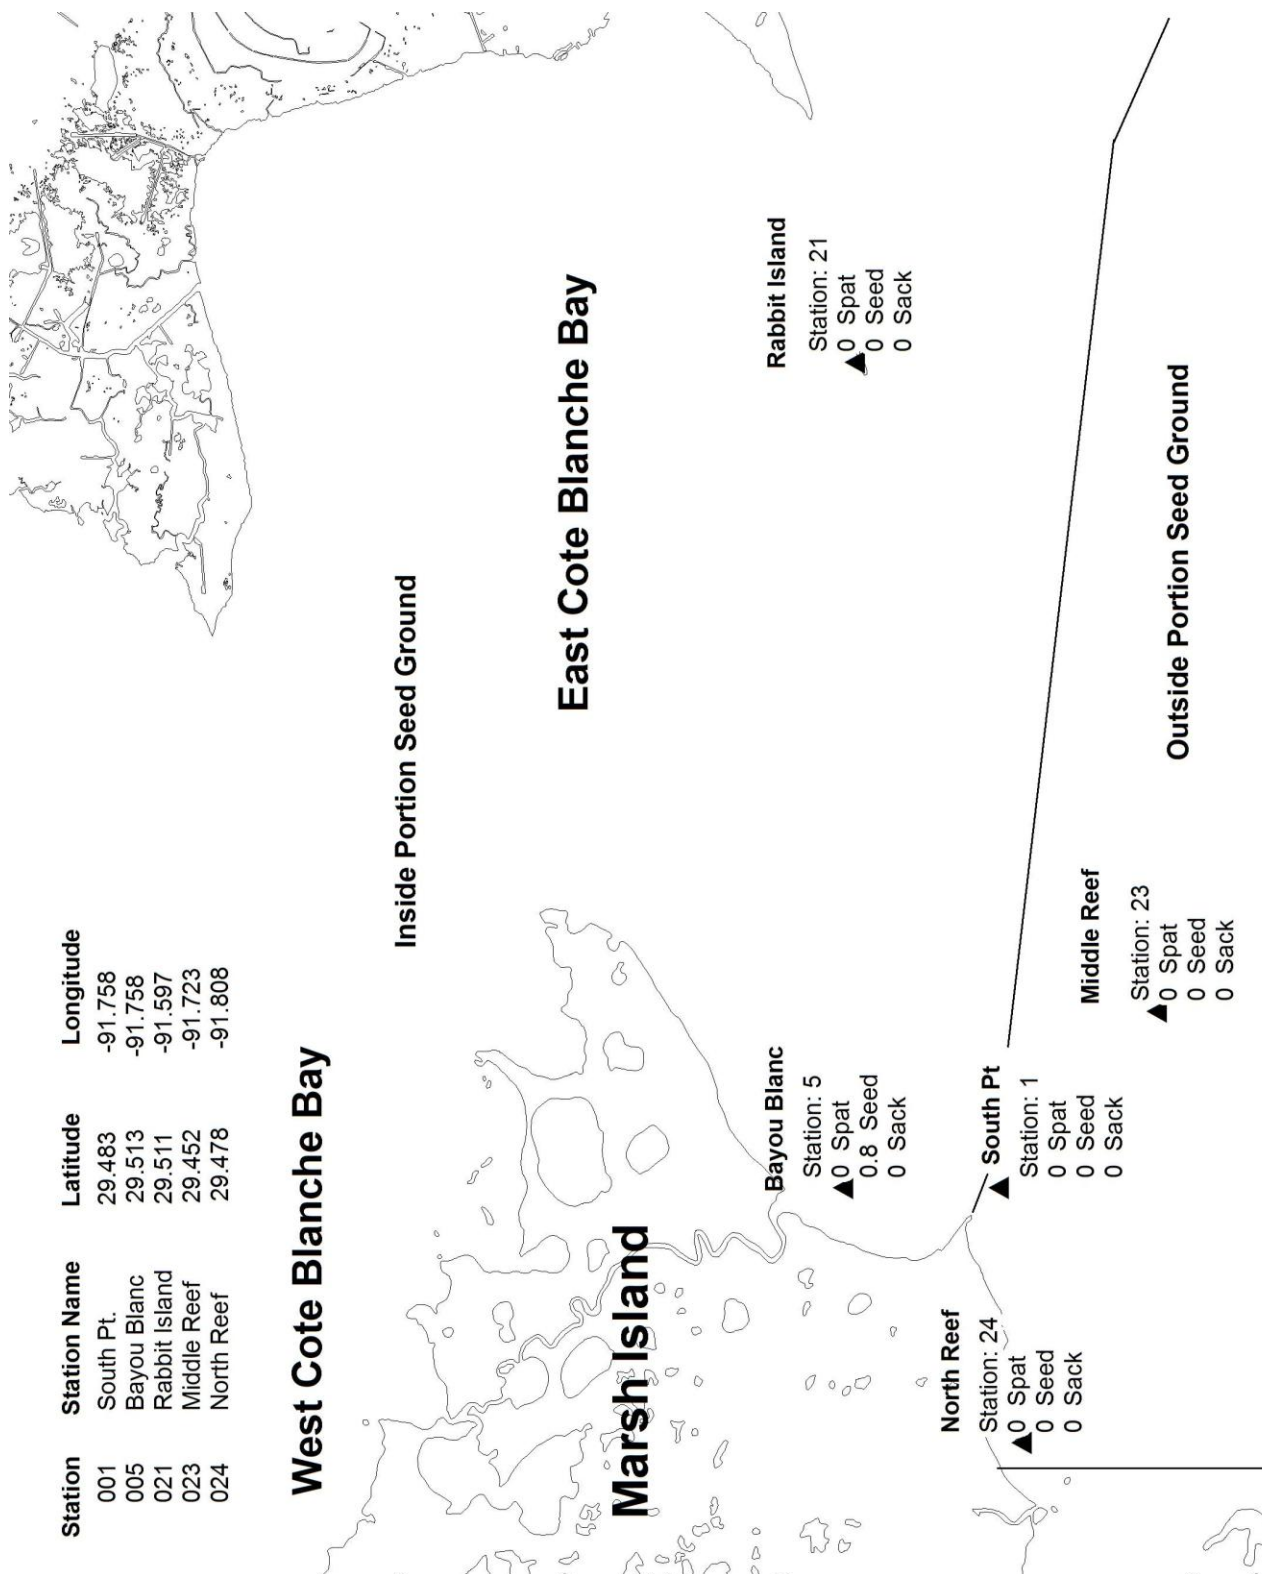 Station Station Name Latitude Longitude
001 South Pt. 29.483 -91.758
005 Bayou Blanc 29.513 -91.758
021 Rabbit Island 29.511 -91.597
023 Middle Reef 29.452 -91.723
024 North Reef 29.478 -91.808
West Cote Blanche Bay
Inside Portion Seed Ground
East Cote Blanche Bay
Marsh Island
Rabbit Island
Station: 21
0 Spat
0 Seed
0 Sack
Bayou Blanc
Station: 5
0 Spat
0.8 Seed
0 Sack
North Reef
Station: 24
0 Spat
0 Seed
0 Sack
South Pt
Station: 1
0 Spat
0 Seed
0 Sack
Middle Reef
Station: 23
0 Spat
0 Seed
0 Sack
Outside Portion Seed Ground